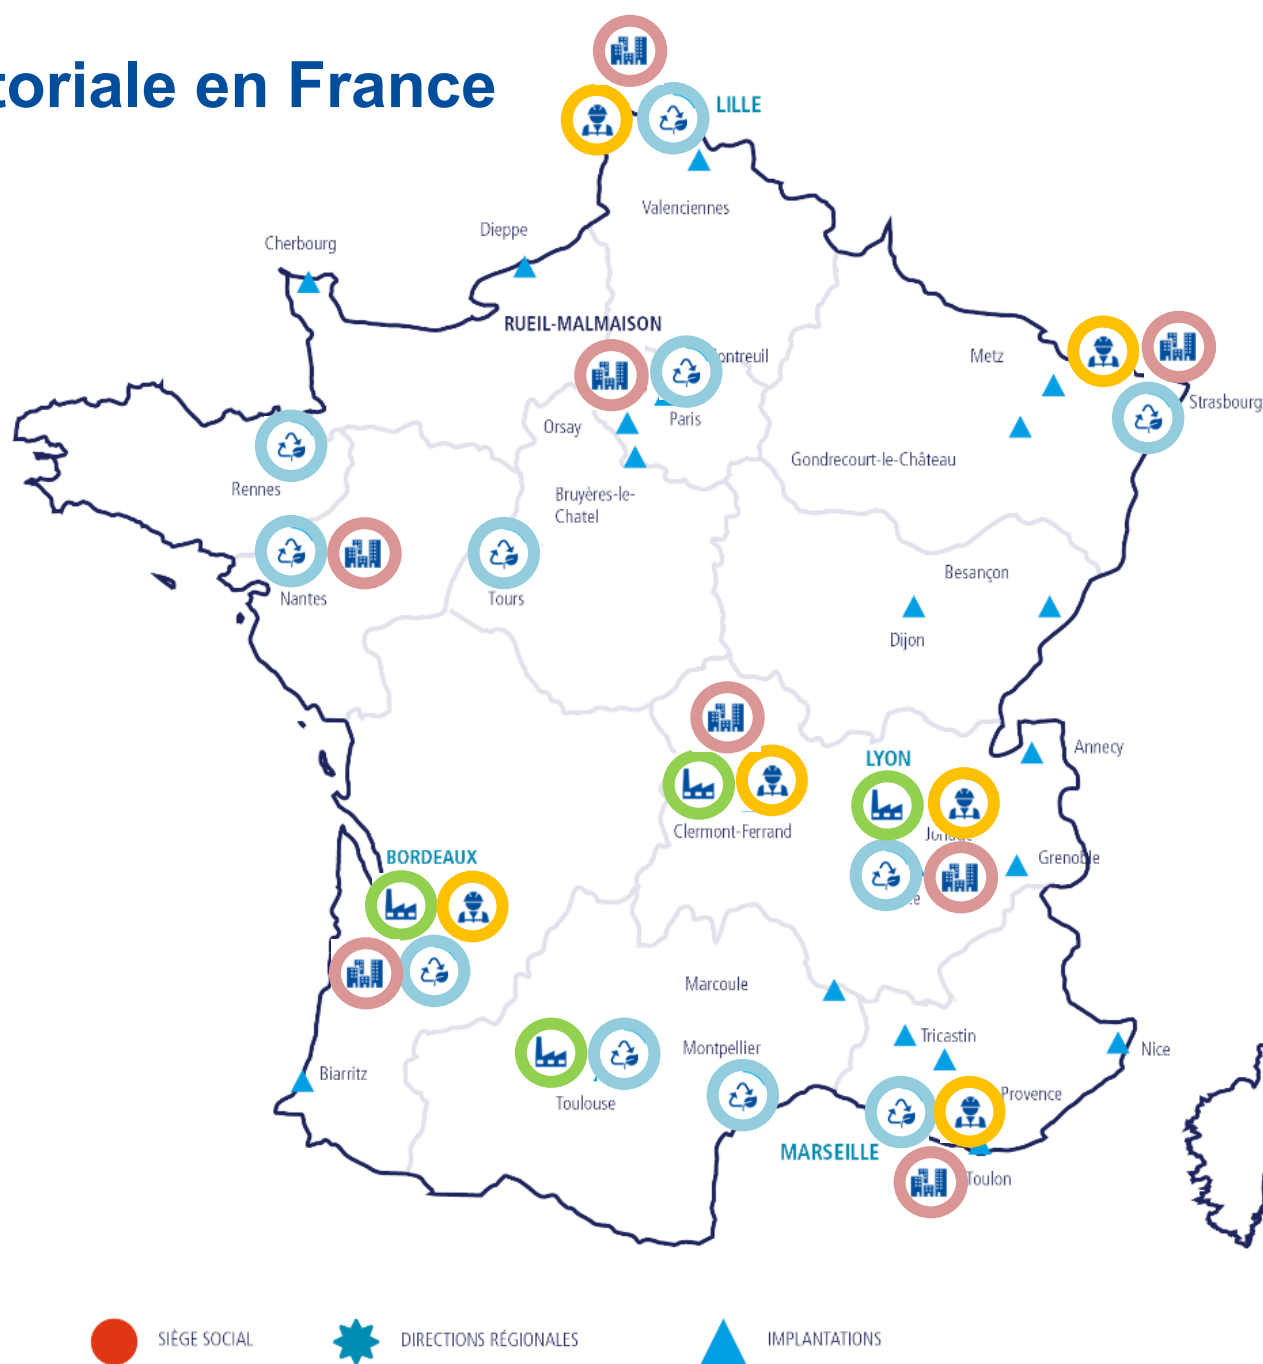 toriale en France
LILLE
Valenciennes
Dieppe
Cherbourg
RUEIL-MALMAISON
Metz
Strasbourg
Paris
Orsay
Gondrecourt-le-Château
Rennes
Bruyères-le-
Chatel
Besançon
Nantes
Tours
Dijon
Annecy
LYON
Clermont-Ferrand
Grenoble
BORDEAUX
Marcoule
Tricastin
Montpellier
Nice
Biarritz
Provence
Toulouse
MARSEILLE
Toulon
SIÈGE SOCIAL
DIRECTIONS RÉGIONALES
IMPLANTATIONS